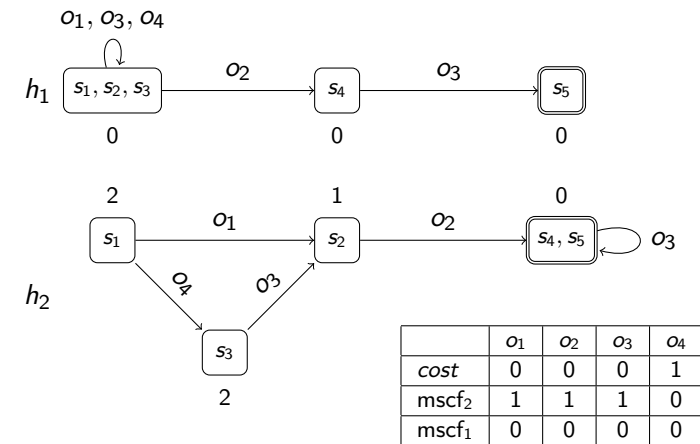 o₁, o₃, o₄
h₁ s₁, s₂, s₃ o₂ s₄ o₃ s₅
0 0 0
2 1 0
s₁ o₁ s₂ o₂ s₄, s₅ o₃
o₄ o₃
h₂
s₃
2
o₁ o₂ o₃ o₄
cost 0 0 0 1
mscf₂ 1 1 1 0
mscf₁ 0 0 0 0